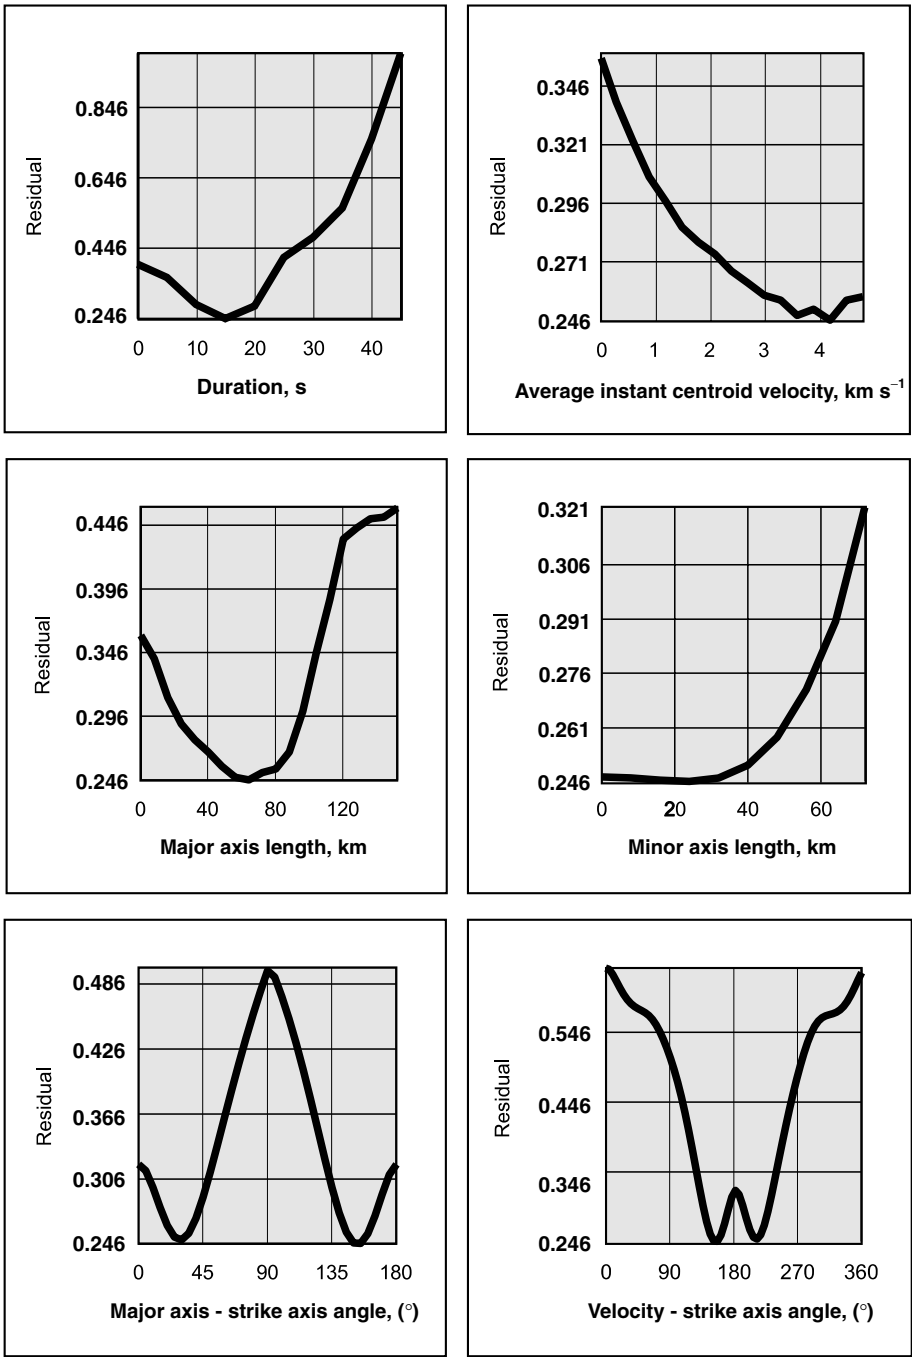 Residual
0.846
0.646
0.446
0.246
0 10 20 30 40
Duration, s
Residual
0.346
0.321
0.296
0.271
0.246
0 1 2 3 4
Average instant centroid velocity, km s⁻¹
Residual
0.446
0.396
0.346
0.296
0.246
0 40 80 120
Major axis length, km
Residual
0.321
0.306
0.291
0.276
0.261
0.246
0 20 40 60
Minor axis length, km
Residual
0.486
0.426
0.366
0.306
0.246
0 45 90 135 180
Major axis - strike axis angle, (°)
Residual
0.546
0.446
0.346
0.246
0 90 180 270 360
Velocity - strike axis angle, (°)